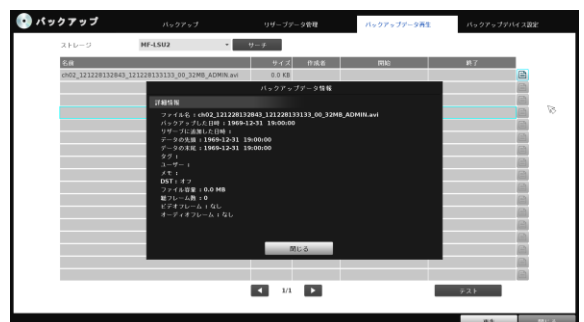 バックアップ
バックアップ
リザーブデータ管理
バックアップデータ再生
バックアップデバイス設定
ストレージ
MF-LSU2
サーチ
名前
サイズ
作成者
開始
終了
ch02_121228132843_121228133133_00_32MB_ADMIN.avi
0.0 KB
バックアップデータ情報
詳細情報
ファイル名 : ch02_121228132843_121228133133_00_32MB_ADMIN.avi
バックアップした日時 : 1969-12-31 19:00:00
リザーブに追加した日時 :
データの先頭 : 1969-12-31 19:00:00
データの末尾 : 1969-12-31 19:00:00
タグ :
ユーザー :
メモ :
DST : オフ
ファイル容量 : 0.0 MB
総フレーム数 : 0
ビデオフレーム : なし
オーディオフレーム : なし
閉じる
1/1
テスト